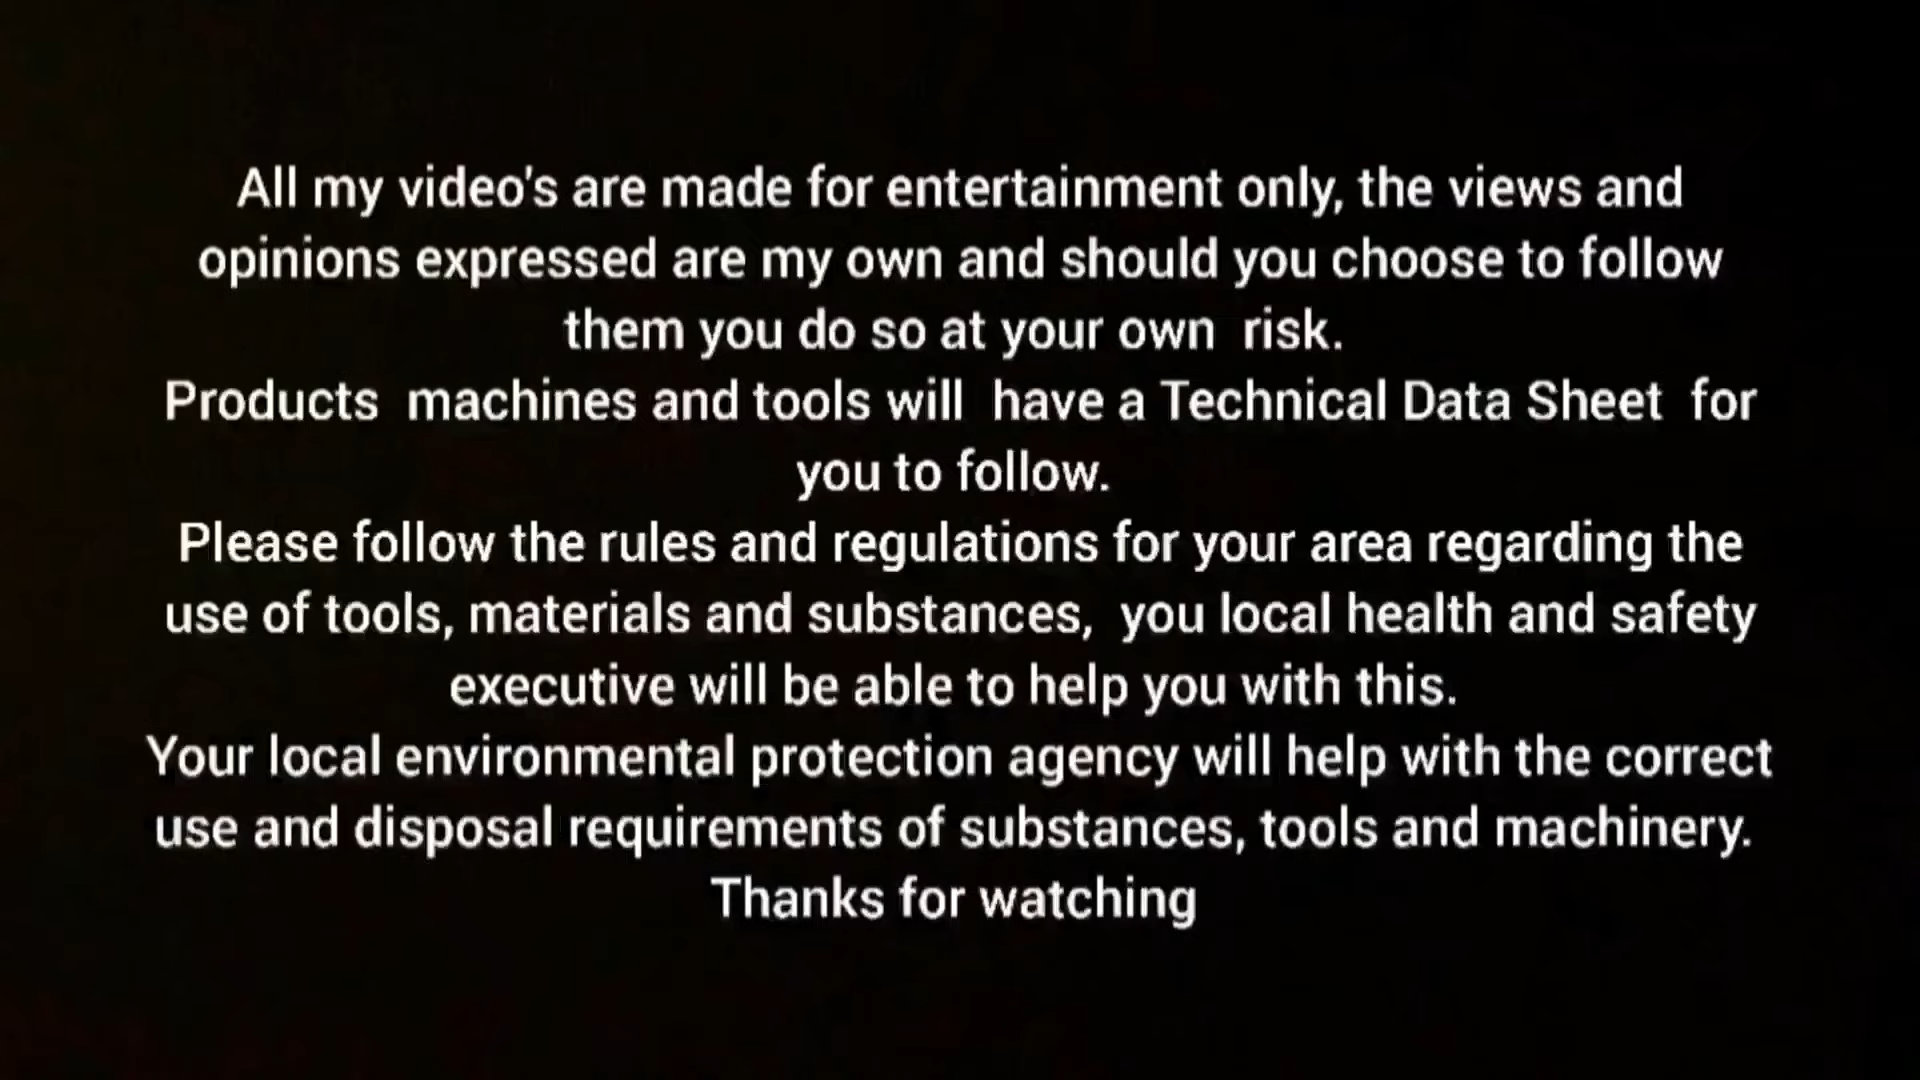 All my video's are made for entertainment only, the views and
opinions expressed are my own and should you choose to follow
them you do so at your own  risk.
Products  machines and tools will  have a Technical Data Sheet  for
you to follow.
Please follow the rules and regulations for your area regarding the
use of tools, materials and substances,  you local health and safety
executive will be able to help you with this.
Your local environmental protection agency will help with the correct
use and disposal requirements of substances, tools and machinery.
Thanks for watching